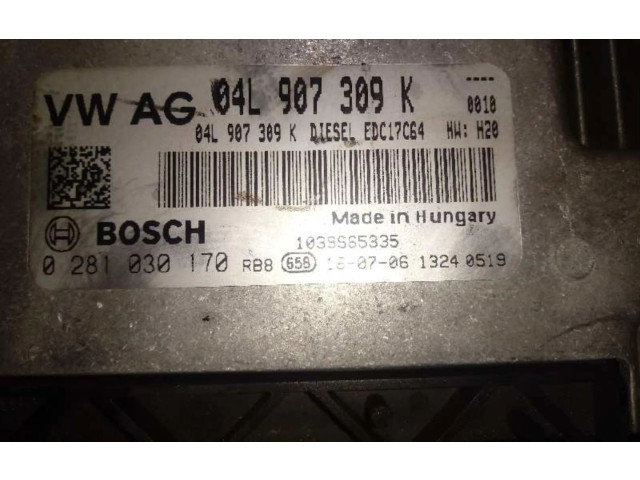 VW AG 04L 907 309 K
----
0010
04L 907 309 K DIESEL EDC17C64 HW: H20
Made in Hungary
BOSCH
1039S85335
0 281 030 170 RB8 65B 16-07-06 1324 0519